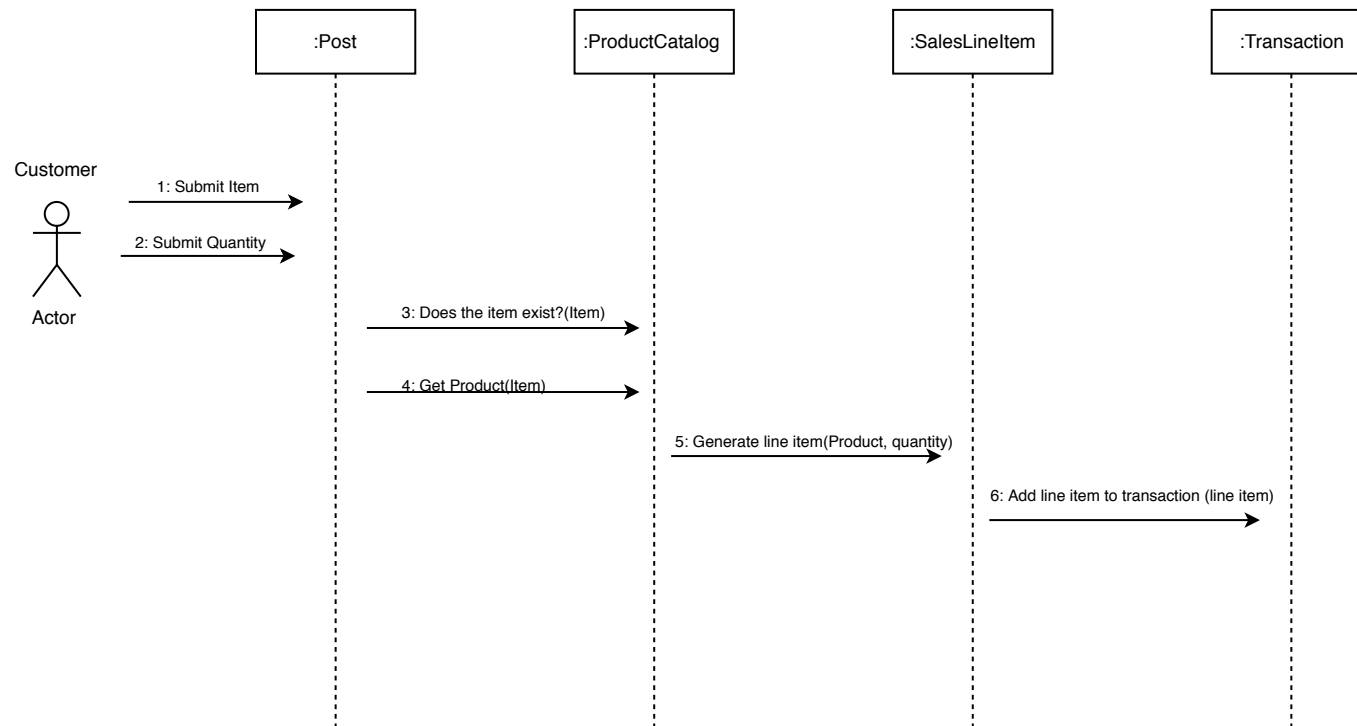 :Post
:ProductCatalog
:SalesLineItem
:Transaction
Customer
1: Submit Item
2: Submit Quantity
Actor
3: Does the item exist?(Item)
4: Get Product(Item)
5: Generate line item(Product, quantity)
6: Add line item to transaction (line item)